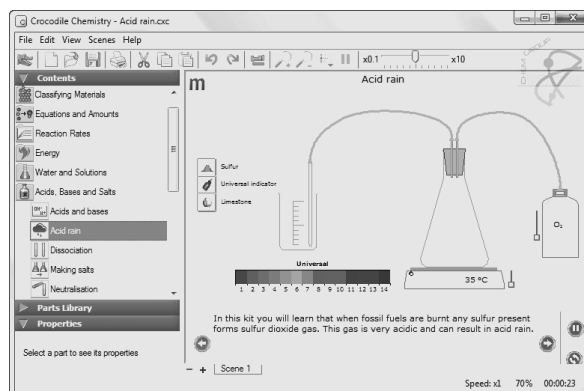 Crocodile Chemistry - Acid rain.cxc
File Edit View Scenes Help
x0.1 x10
Contents
Classifying Materials
Equations and Amounts
Reaction Rates
Energy
Water and Solutions
Acids, Bases and Salts
Acids and bases
Acid rain
Dissociation
Making salts
Neutralisation
Parts Library
Properties
Select a part to see its properties
m
Acid rain
CHEM GROUP
Sulfur
Universal indicator
Limestone
O₂
Universal
1 2 3 4 5 6 7 8 9 10 11 12 13 14
35 °C
In this kit you will learn that when fossil fuels are burnt any sulfur present
forms sulfur dioxide gas. This gas is very acidic and can result in acid rain.
- + Scene 1
Speed: x1 70% 00:00:23